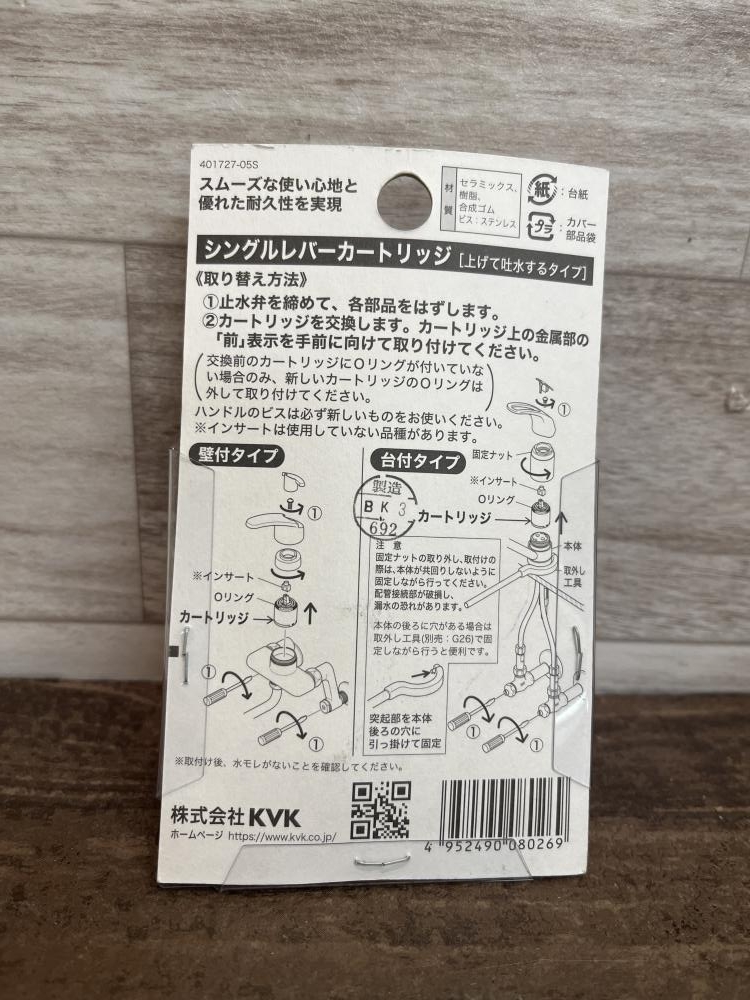 401727-05S
スムーズな使い心地と
優れた耐久性を実現
材質
セラミックス、
樹脂、
合成ゴム
ビス：ステンレス
紙：台紙
プラ：カバー
部品袋
シングルレバーカートリッジ［上げて吐水するタイプ］
《取り替え方法》
①止水弁を締めて、各部品をはずします。
②カートリッジを交換します。カートリッジ上の金属部の
「前」表示を手前に向けて取り付けてください。
（交換前のカートリッジにOリングが付いていな
い場合のみ、新しいカートリッジのOリングは
外して取り付けてください。）
ハンドルのビスは必ず新しいものをお使いください。
※インサートは使用していない品種があります。
壁付タイプ
①
※インサート
Oリング
カートリッジ
①
①
台付タイプ
①
固定ナット
※インサート
Oリング
カートリッジ
本体
取外し
工具
製造
BK3
692
注 意
固定ナットの取り外し、取付けの
際は、本体が共回りしないように
固定しながら行ってください。
配管接続部が破損し、
漏水の恐れがあります。
本体の後ろに穴がある場合は
取外し工具(別売：G26)で固
定しながら行うと便利です。
突起部を本体
後ろの穴に
引っ掛けて固定
①
①
※取付け後、水モレがないことを確認してください。
株式会社KVK
ホームページ https://www.kvk.co.jp/
4 952490 080269